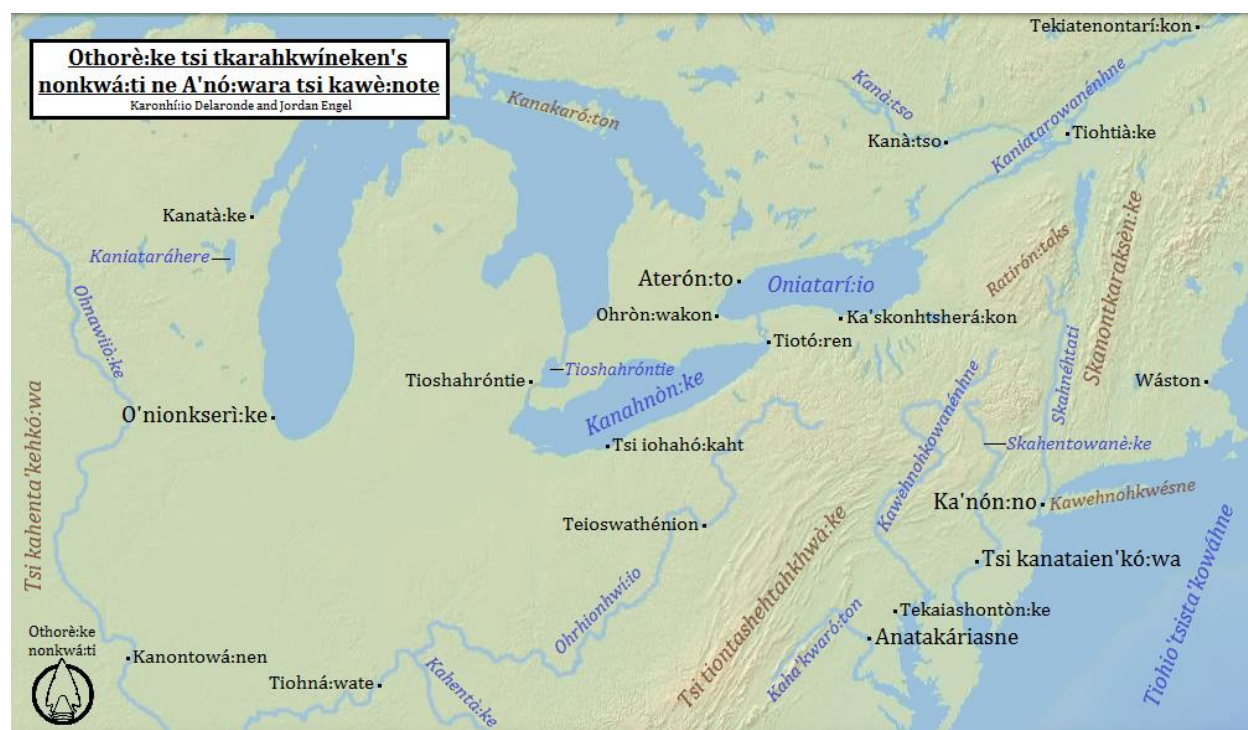 Othorè:ke tsi tkarahkwíneken's
nonkwá:ti ne A'nó:wara tsi kawè:note
Karonhí:io Delaronde and Jordan Engel
Tekiatenontarí:kon
Kanakaró:ton
Kanà:tso
Kanà:tso
Kaniatarowanénhne
Tiohtià:ke
Kanatà:ke
Kaniataráhere
Ohnawiiò:ke
Aterón:to
Oniatarí:io
Ratirón:taks
Skanontkaraksèn:ke
Ohròn:wakon
Ka'skonhtsherá:kon
Tiotó:ren
Tioshahróntie
Tioshahróntie
Kanahnòn:ke
Skahnéhtati
Wáston
O'nionkserì:ke
Tsi iohahó:kaht
Kawehnohkowanénhne
Skahentowanè:ke
Tsi kahenta'kehkó:wa
Ka'nón:no
Kawehnohkwésne
Teioswathénion
Tsi tiontashehtahkhwà:ke
Tsi kanataien'kó:wa
Tiohio'tsista'kowáhne
Ohrhionhwí:io
Tekaiashontòn:ke
Anatakáriasne
Kaha'kwaró:ton
Othorè:ke
nonkwá:ti
Kanontowá:nen
Tiohná:wate
Kahentà:ke